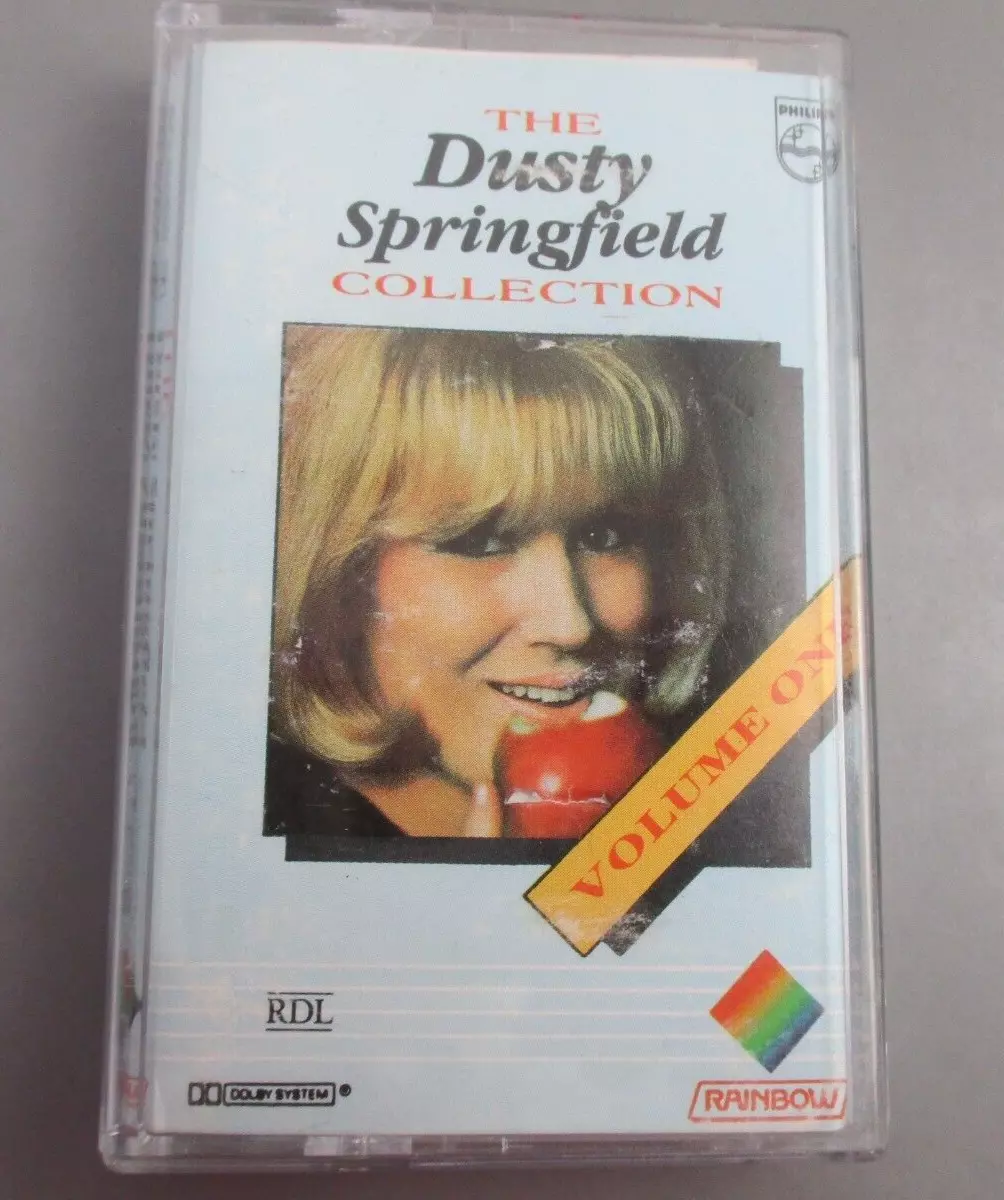 THE
Dusty
Springfield
COLLECTION
PHILIPS
VOLUME ONE
RDL
DOLBY SYSTEM ®
RAINBOW